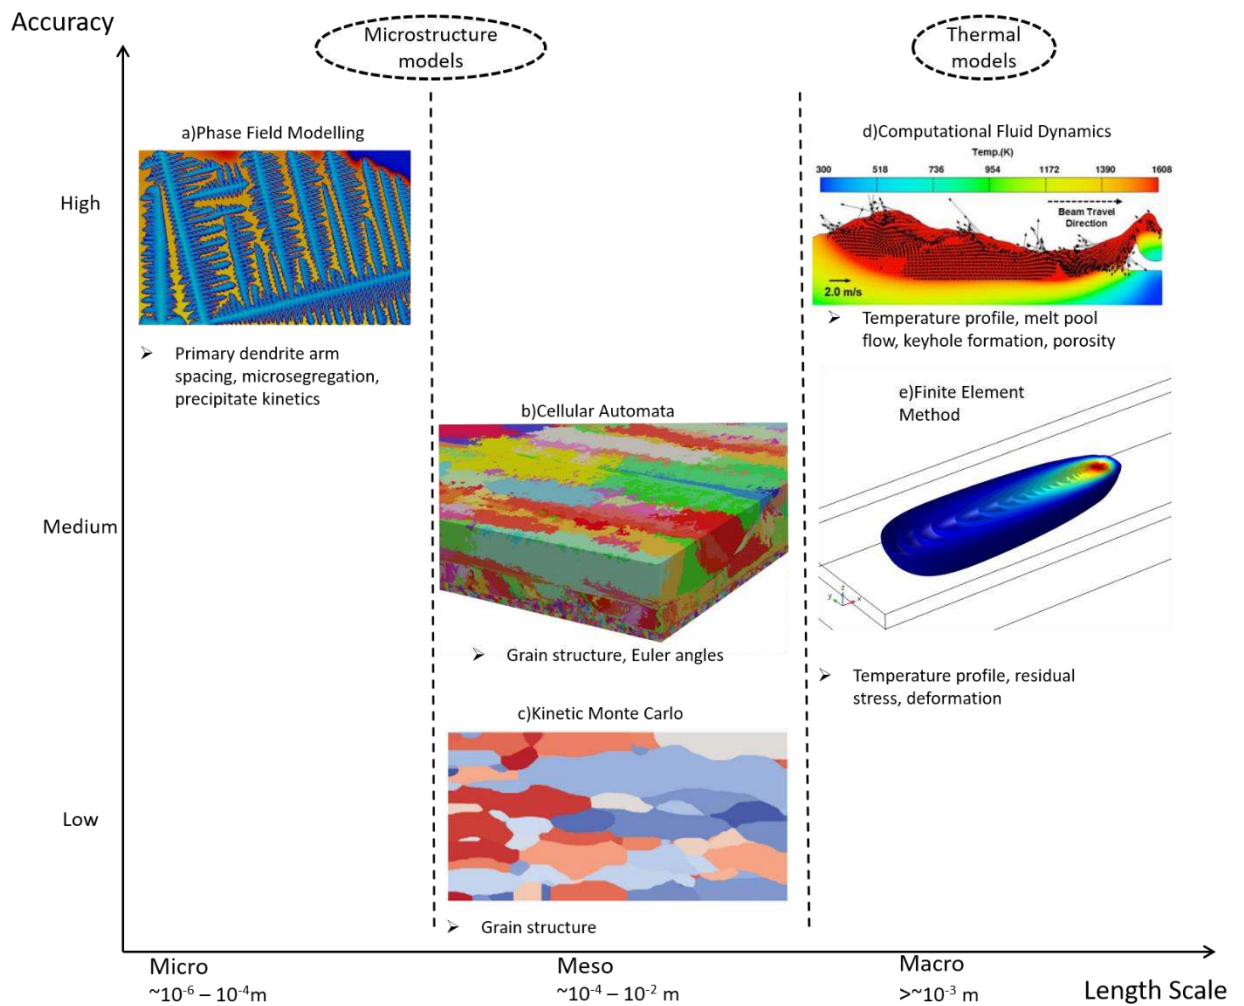 Accuracy
Microstructure
models
Thermal
models
a)Phase Field Modelling
High
➢ Primary dendrite arm
spacing, microsegregation,
precipitate kinetics
d)Computational Fluid Dynamics
Temp.(K)
300 518 736 954 1172 1390 1608
Beam Travel
Direction
2.0 m/s
➢ Temperature profile, melt pool
flow, keyhole formation, porosity
b)Cellular Automata
Medium
➢ Grain structure, Euler angles
e)Finite Element
Method
z
y
x
➢ Temperature profile, residual
stress, deformation
c)Kinetic Monte Carlo
Low
➢ Grain structure
Micro
~10⁻⁶ – 10⁻⁴m
Meso
~10⁻⁴ – 10⁻² m
Macro
>~10⁻³ m
Length Scale